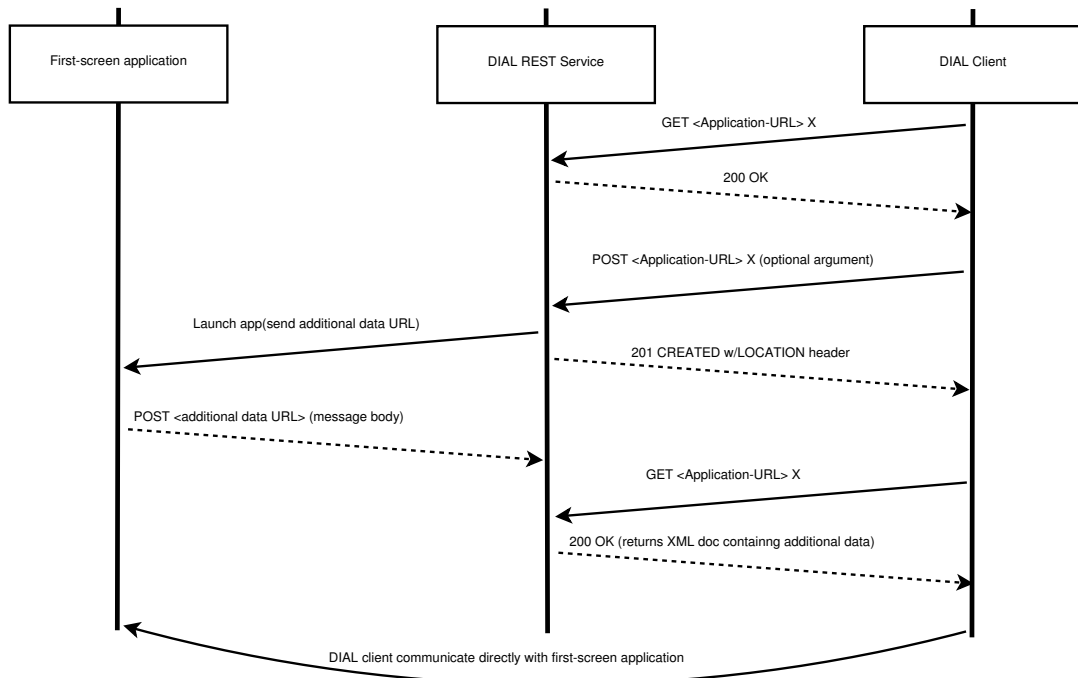 First-screen application
DIAL REST Service
DIAL Client
GET <Application-URL> X
200 OK
POST <Application-URL> X (optional argument)
Launch app(send additional data URL)
201 CREATED w/LOCATION header
POST <additional data URL> (message body)
GET <Application-URL> X
200 OK (returns XML doc containng additional data)
DIAL client communicate directly with first-screen application